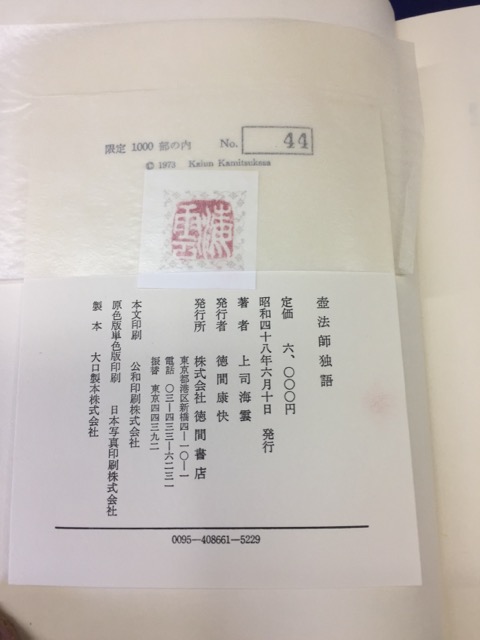 限定 1000 部の内 No. 44
© 1973 Kaiun Kamitsukasa
海雲
壺法師独語
定価 六、〇〇〇円
昭和四十八年六月十日 発行
著者 上司海雲
発行者 徳間康快
発行所 株式会社 徳間書店
東京都港区新橋四―一〇―一
電話 〇三―四三三―六二三一
振替 東京四四三九二
本文印刷 公和印刷株式会社
原色版単色版印刷 日本写真印刷株式会社
製本 大口製本株式会社
0095―408661―5229